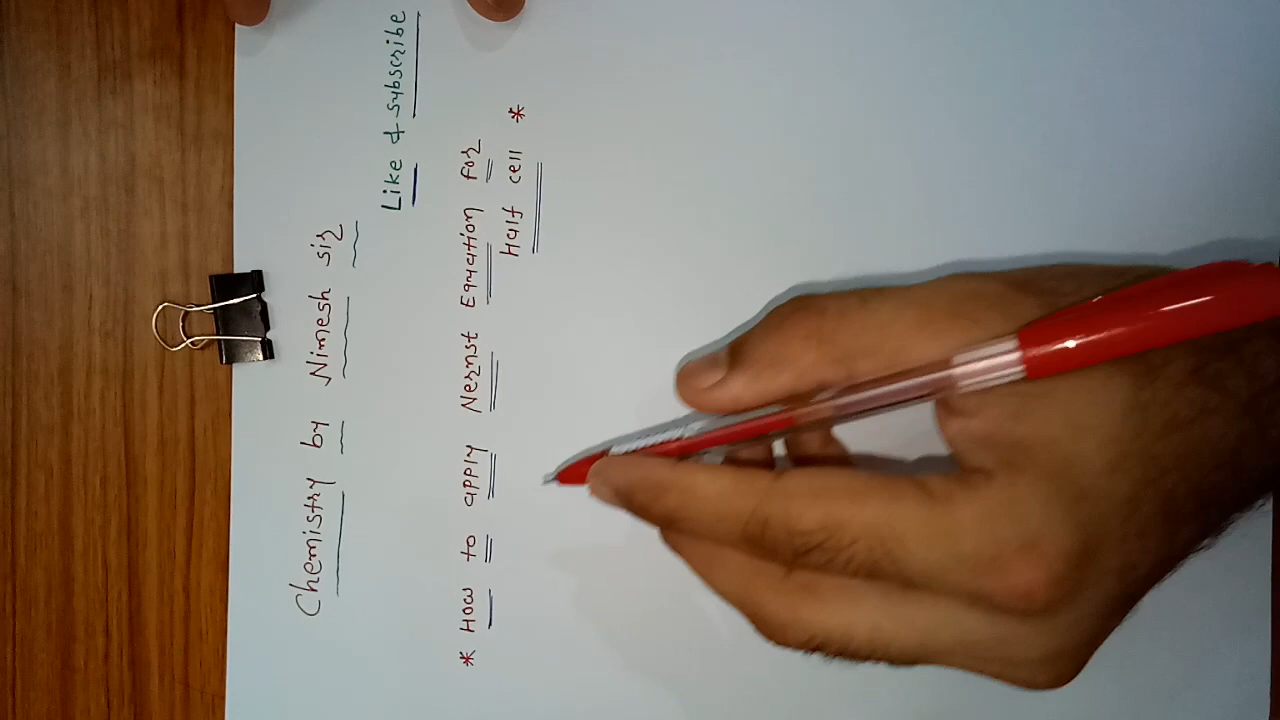 Chemistry by Nimesh sir
Like & subscribe
* How to apply Nernst Equation for
Half cell *